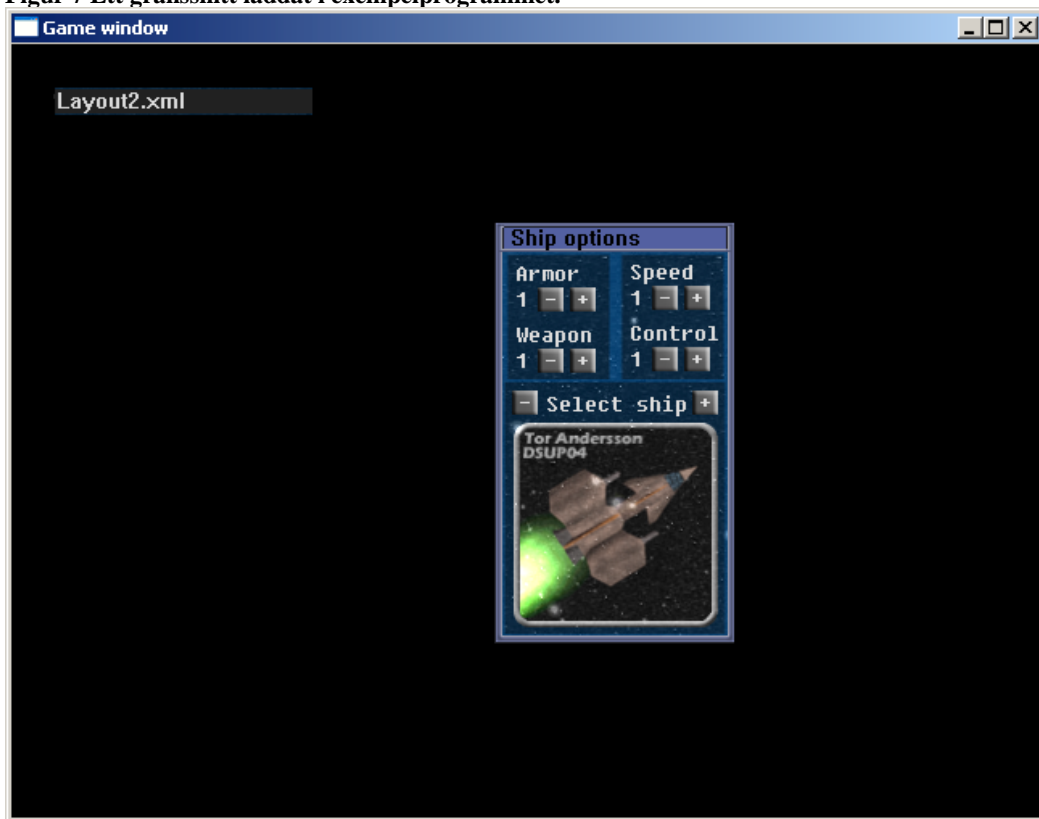 Figur 7 Ett gränssnitt laddat i exempelprogrammet.
Game window
Layout2.xml
Ship options
Armor
1 - +
Speed
1 - +
Weapon
1 - +
Control
1 - +
- Select ship +
Tor Andersson
DSUP04